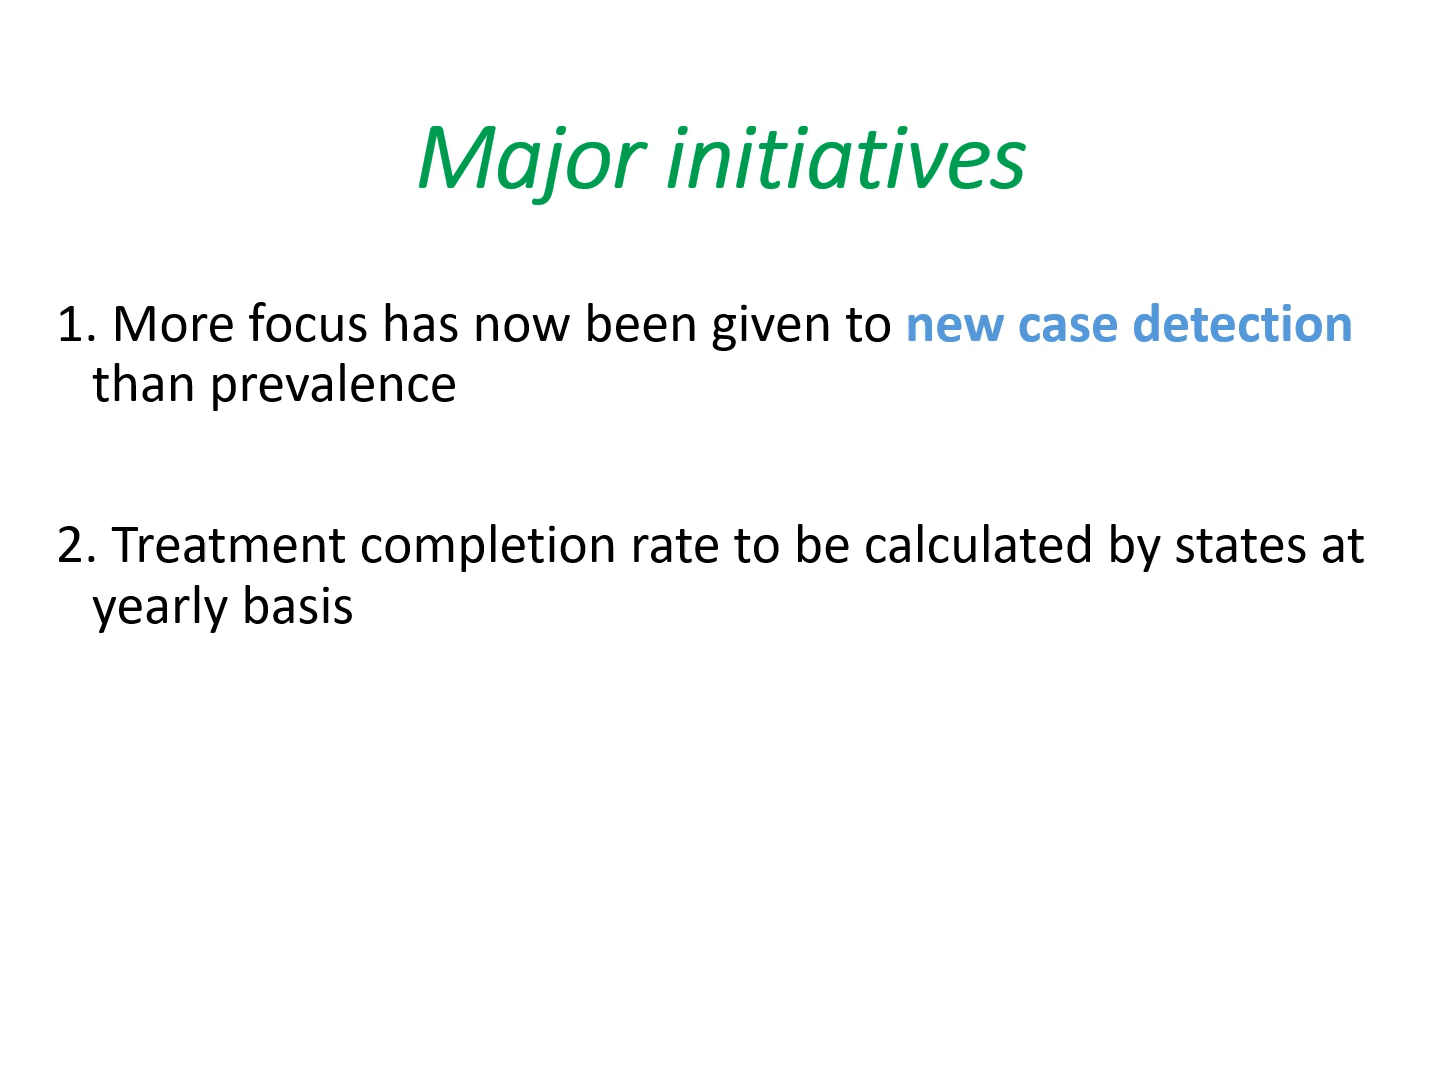 Major initiatives
1. More focus has now been given to new case detection
than prevalence
2. Treatment completion rate to be calculated by states at
yearly basis